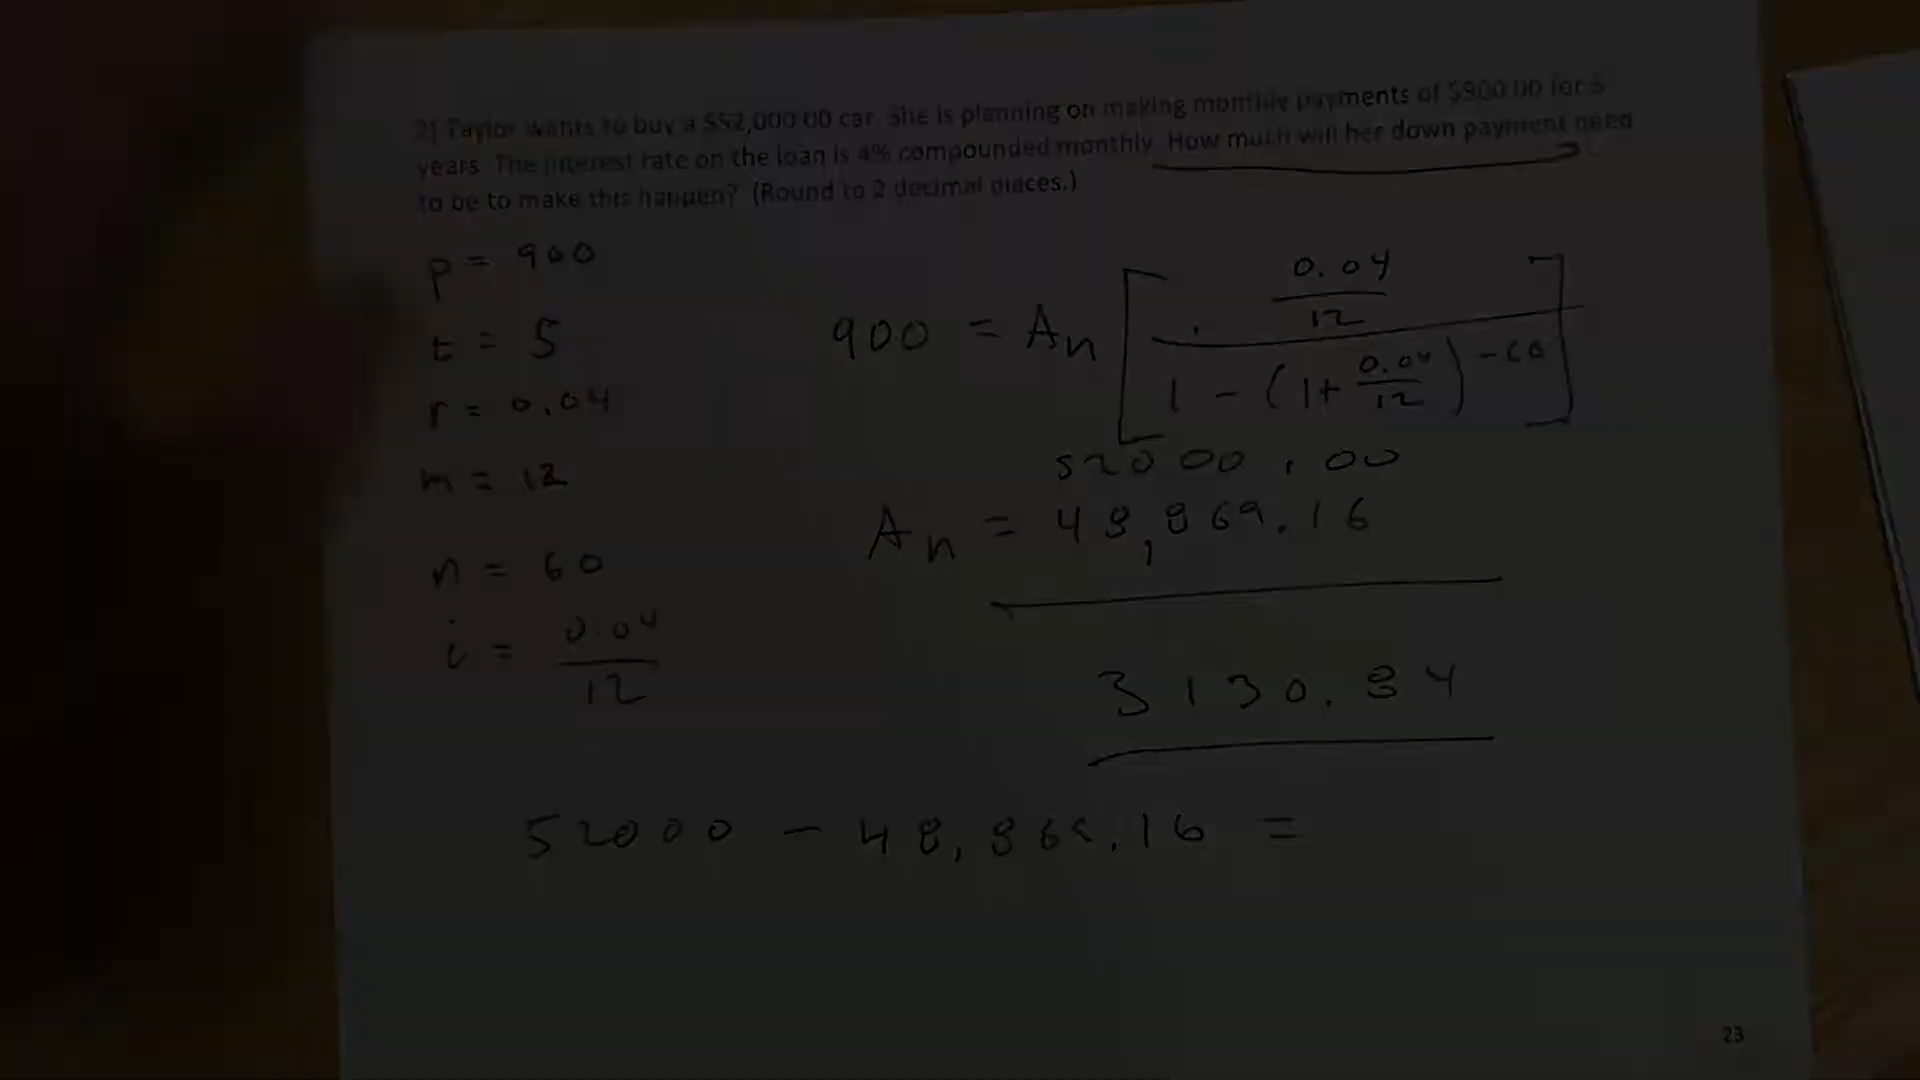 2) Taylor wants to buy a $52,000.00 car. She is planning on making monthly payments of $900.00 for 5
years. The interest rate on the loan is 4% compounded monthly. How much will her down payment need
to be to make this happen? (Round to 2 decimal places.)
p = 900
t = 5
r = 0.04
m = 12
n = 60
i = 0.04 / 12
900 = An [ (0.04 / 12) / (1 - (1 + 0.04 / 12)^-60) ]
52000.00
An = 48,869.16
3130.84
52000 - 48,869.16 =
23